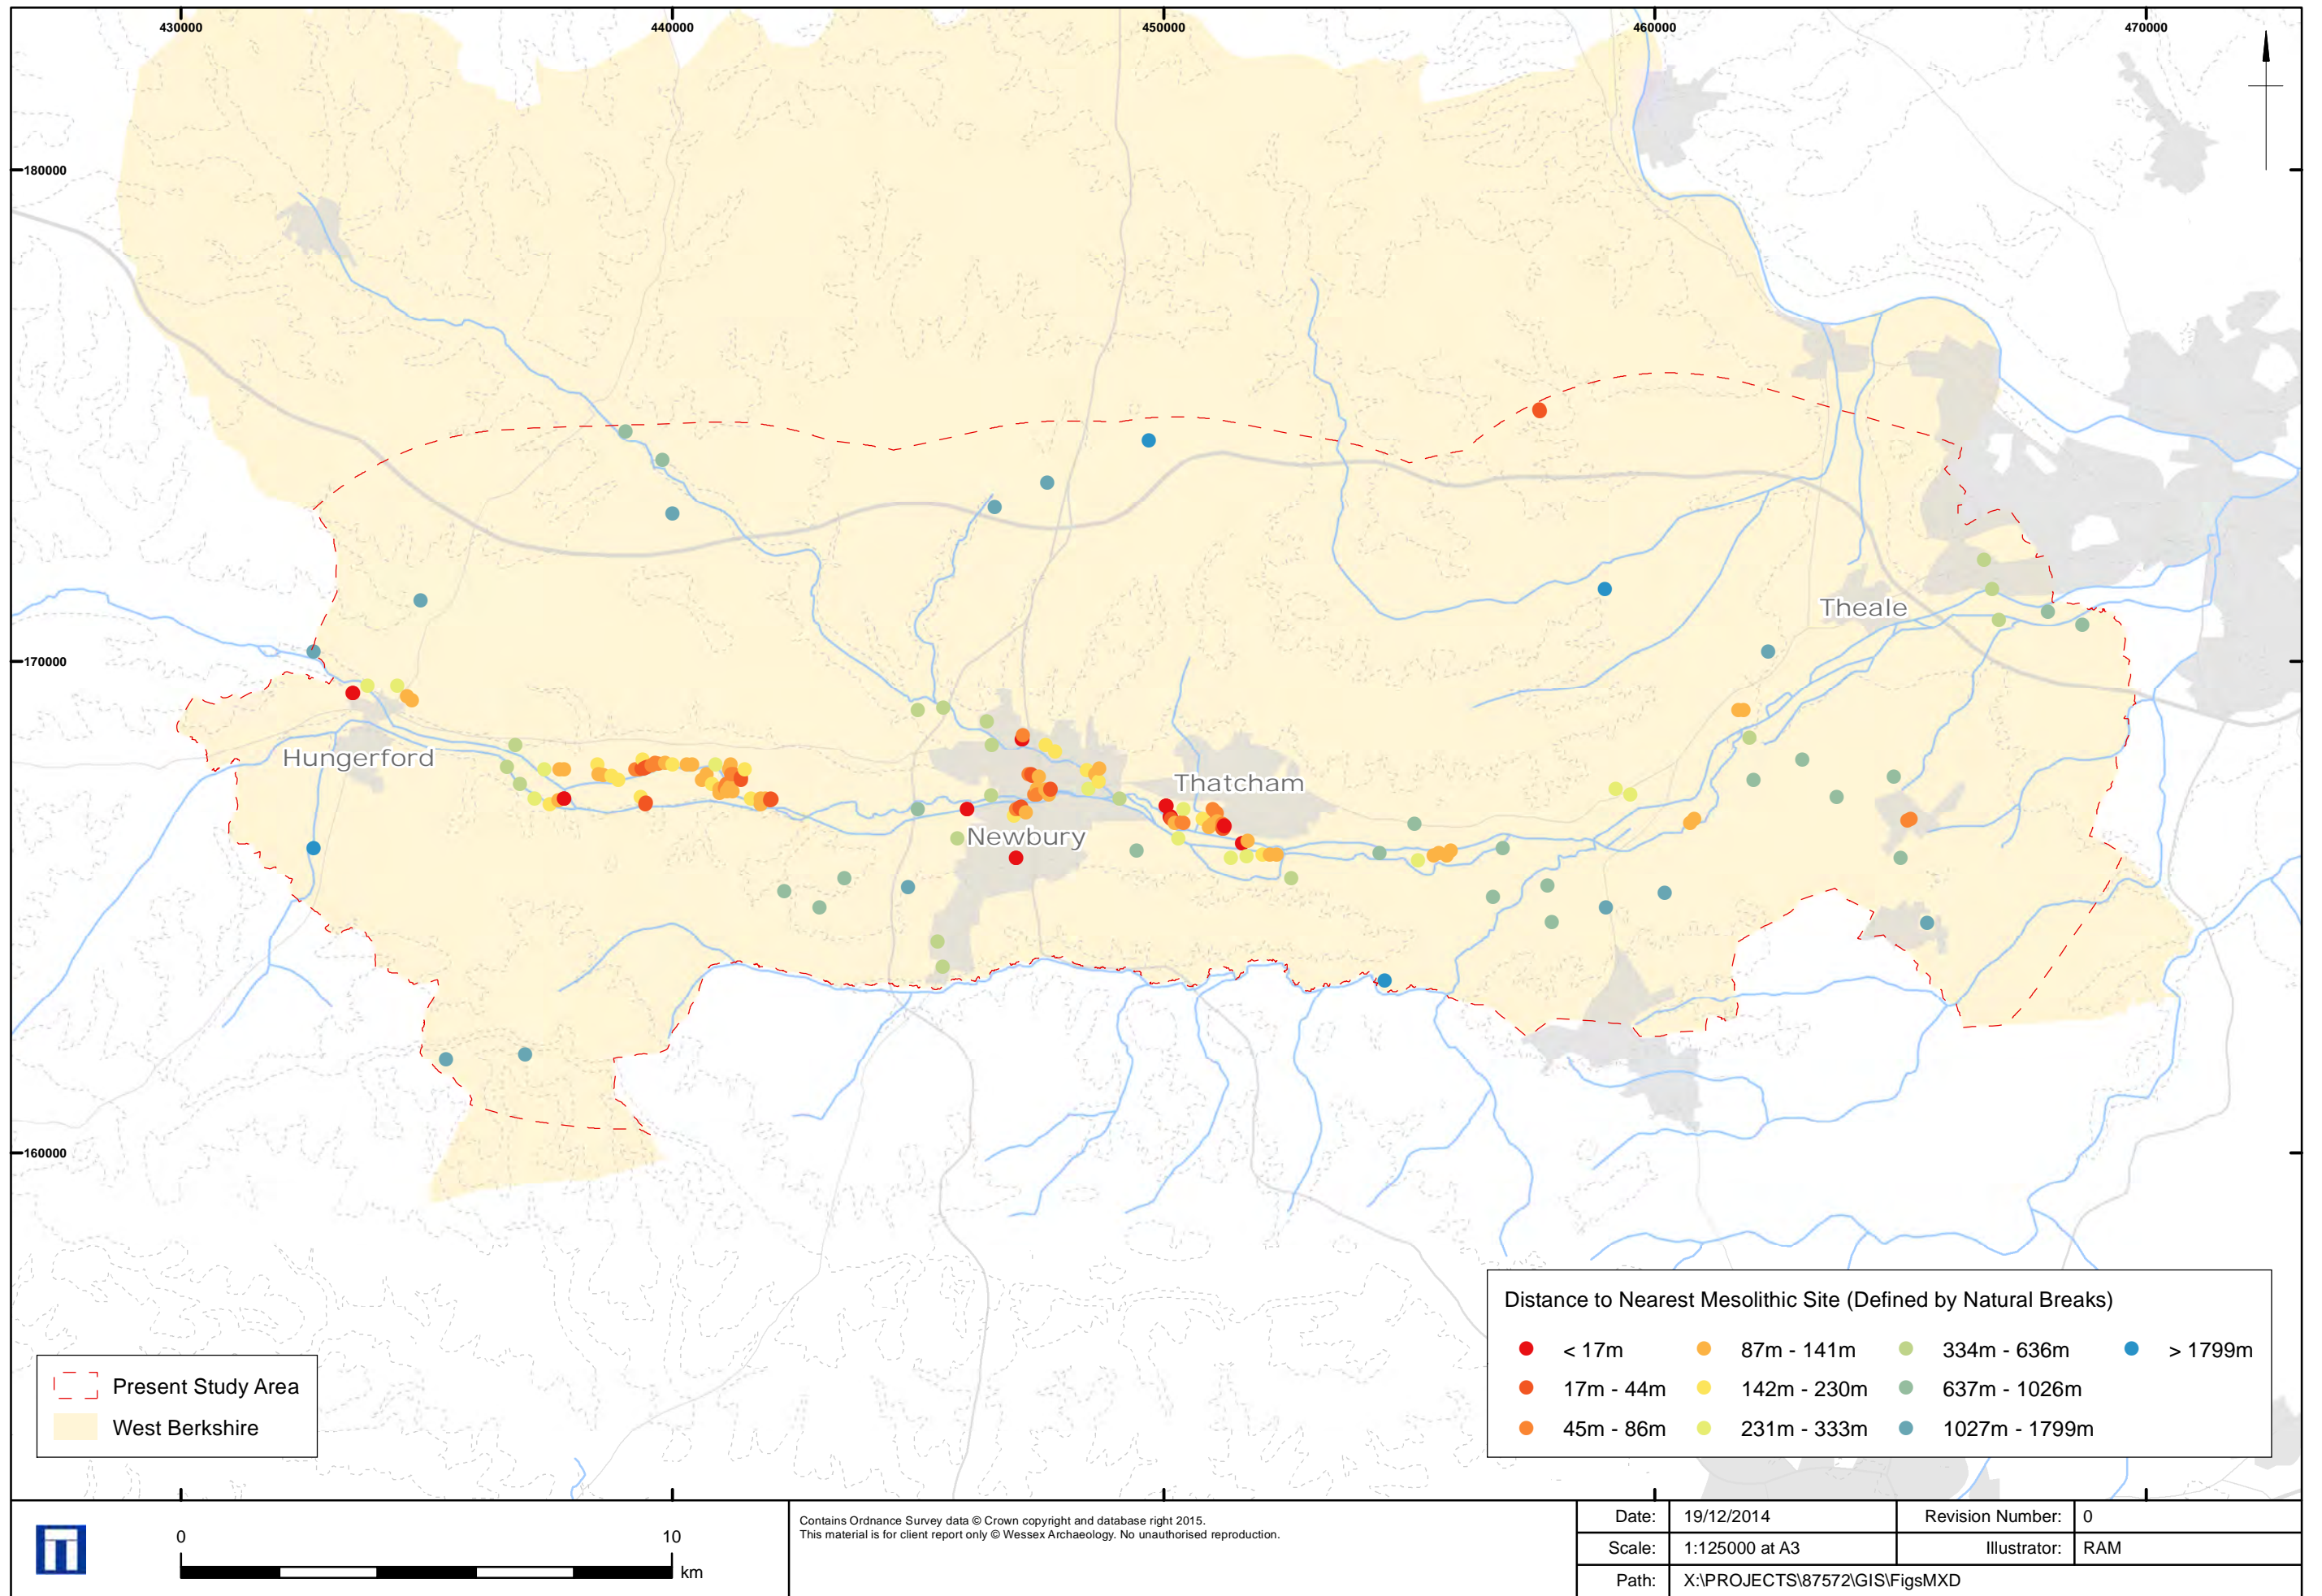 430000 440000 450000 460000 470000
180000
170000
160000
Hungerford
Newbury
Thatcham
Theale
Distance to Nearest Mesolithic Site (Defined by Natural Breaks)
< 17m 87m - 141m 334m - 636m > 1799m
17m - 44m 142m - 230m 637m - 1026m
45m - 86m 231m - 333m 1027m - 1799m
Present Study Area
West Berkshire
0 10
km
Contains Ordnance Survey data © Crown copyright and database right 2015.
This material is for client report only © Wessex Archaeology. No unauthorised reproduction.
Date: 19/12/2014 Revision Number: 0
Scale: 1:125000 at A3 Illustrator: RAM
Path: X:\PROJECTS\87572\GIS\FigsMXD